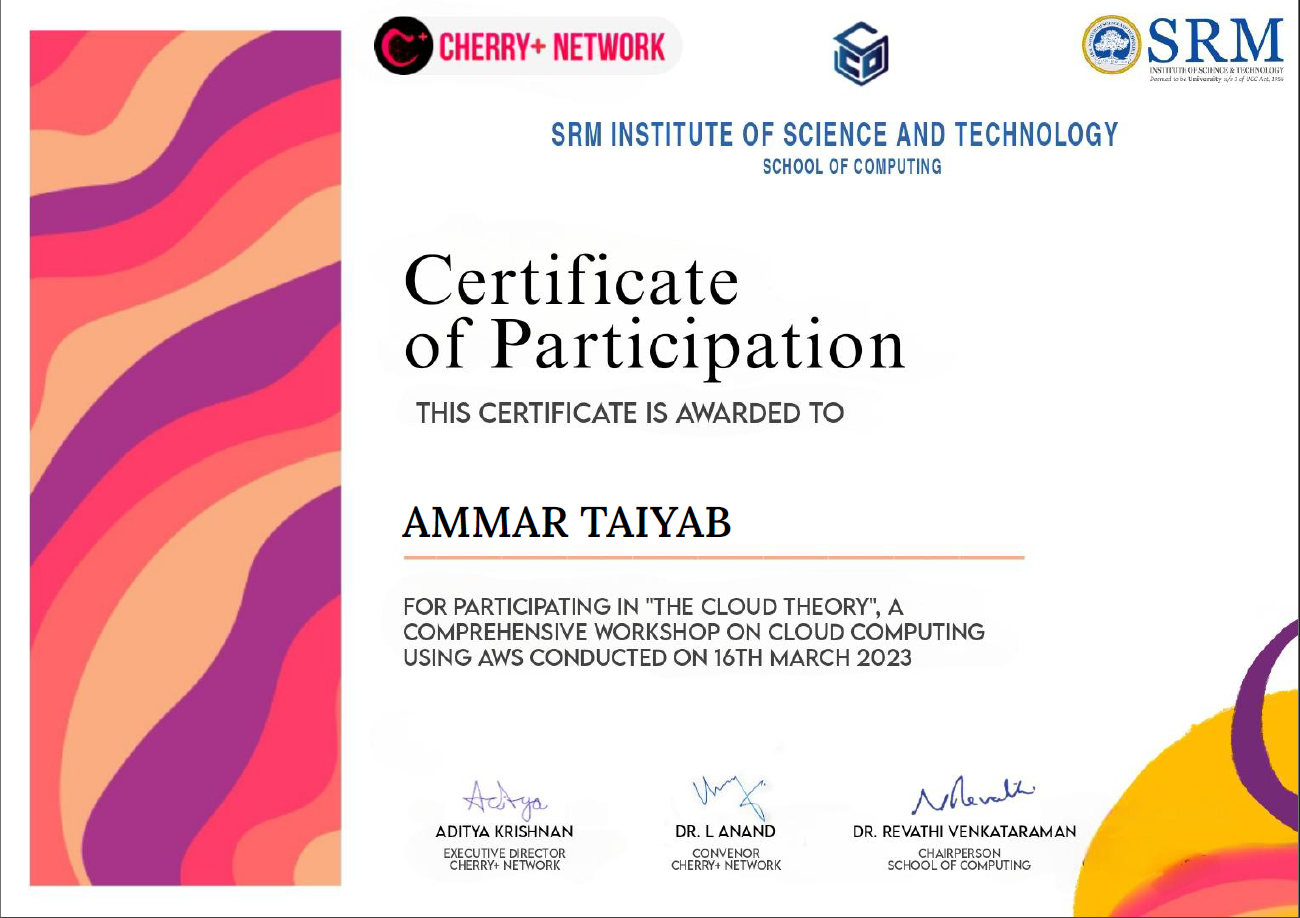 CHERRY+ NETWORK
SRM
INSTITUTE OF SCIENCE & TECHNOLOGY
Deemed to be University u/s 3 of UGC Act, 1956
SRM INSTITUTE OF SCIENCE AND TECHNOLOGY
SCHOOL OF COMPUTING
Certificate
of Participation
THIS CERTIFICATE IS AWARDED TO
AMMAR TAIYAB
FOR PARTICIPATING IN "THE CLOUD THEORY", A
COMPREHENSIVE WORKSHOP ON CLOUD COMPUTING
USING AWS CONDUCTED ON 16TH MARCH 2023
Aditya
N Revathi
ADITYA KRISHNAN
DR. L ANAND
DR. REVATHI VENKATARAMAN
EXECUTIVE DIRECTOR
CHERRY+ NETWORK
CONVENOR
CHERRY+ NETWORK
CHAIRPERSON
SCHOOL OF COMPUTING